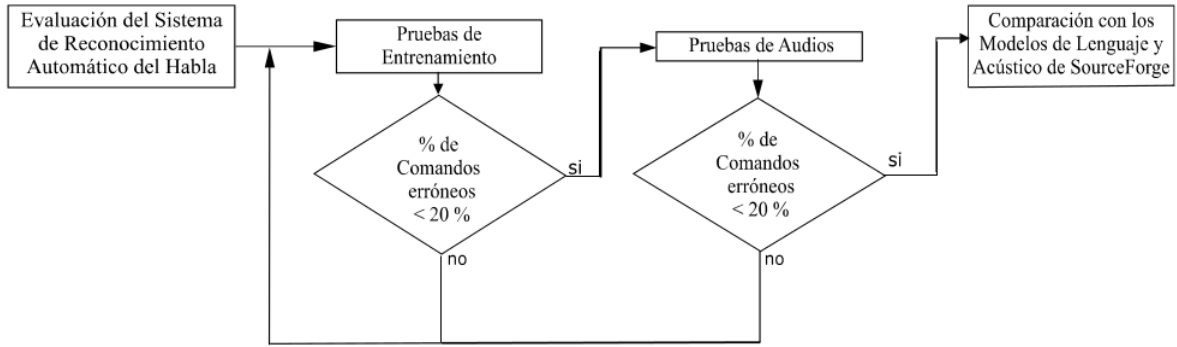 Evaluación del Sistema
de Reconocimiento
Automático del Habla
Pruebas de
Entrenamiento
% de
Comandos
erróneos
< 20 %
si
no
Pruebas de Audios
% de
Comandos
erróneos
< 20 %
si
no
Comparación con los
Modelos de Lenguaje y
Acústico de SourceForge